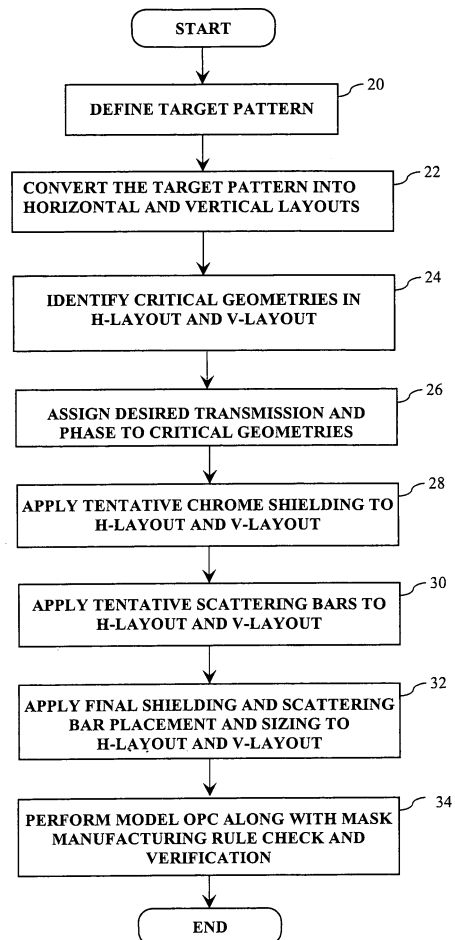 START
20
DEFINE TARGET PATTERN
22
CONVERT THE TARGET PATTERN INTO
HORIZONTAL AND VERTICAL LAYOUTS
24
IDENTIFY CRITICAL GEOMETRIES IN
H-LAYOUT AND V-LAYOUT
26
ASSIGN DESIRED TRANSMISSION AND
PHASE TO CRITICAL GEOMETRIES
28
APPLY TENTATIVE CHROME SHIELDING TO
H-LAYOUT AND V-LAYOUT
30
APPLY TENTATIVE SCATTERING BARS TO
H-LAYOUT AND V-LAYOUT
32
APPLY FINAL SHIELDING AND SCATTERING
BAR PLACEMENT AND SIZING TO
H-LAYOUT AND V-LAYOUT
34
PERFORM MODEL OPC ALONG WITH MASK
MANUFACTURING RULE CHECK AND
VERIFICATION
END